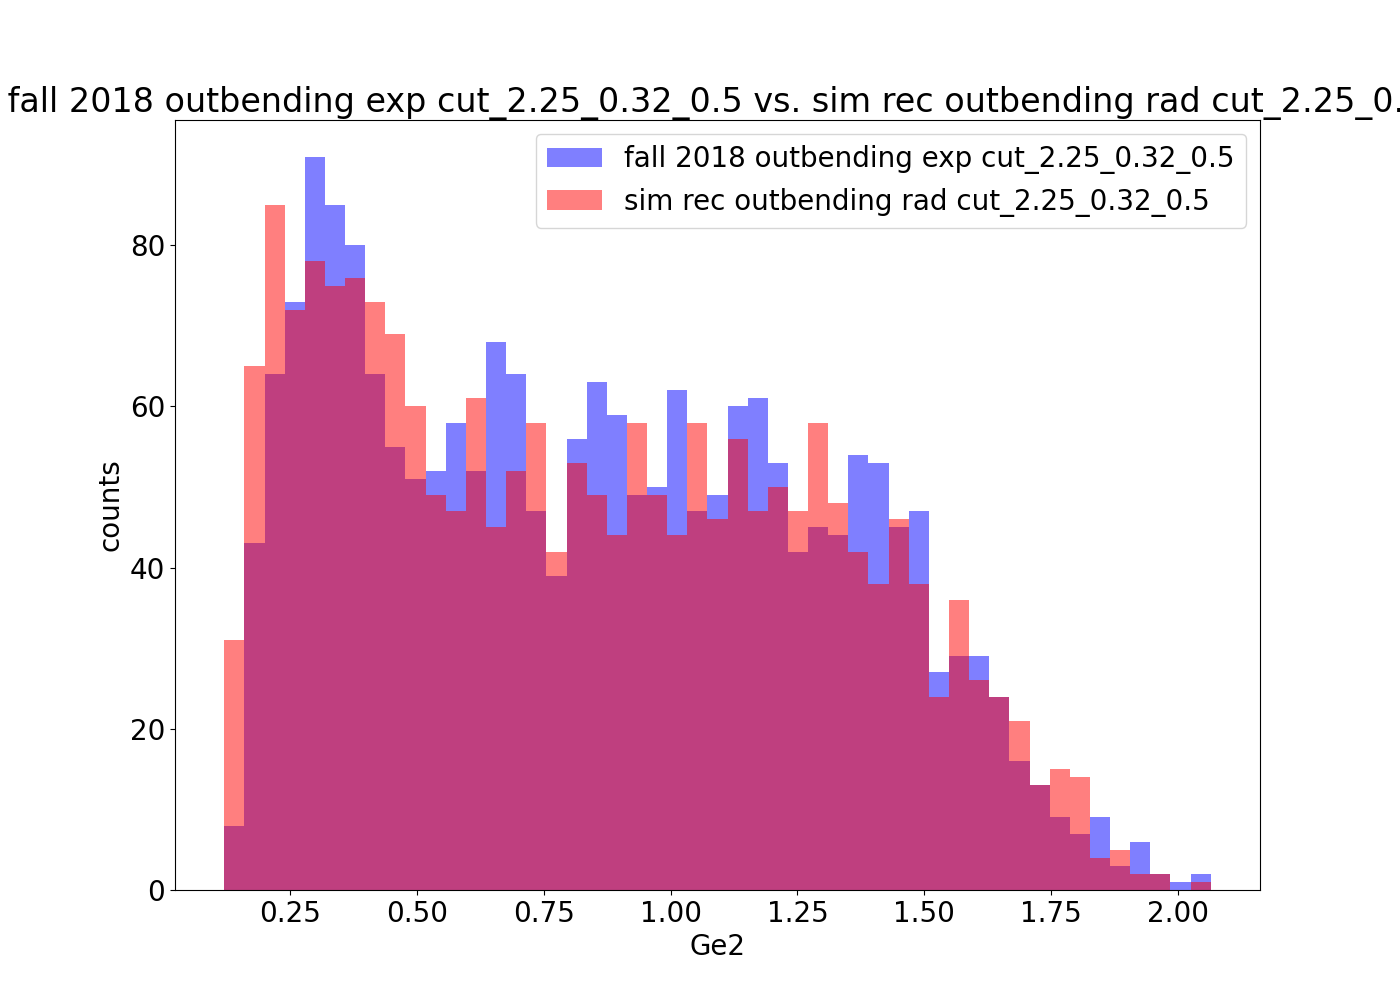 fall 2018 outbending exp cut_2.25_0.32_0.5 vs. sim rec outbending rad cut_2.25_0.
fall 2018 outbending exp cut_2.25_0.32_0.5
sim rec outbending rad cut_2.25_0.32_0.5
80
60
40
20
0
counts
0.25 0.50 0.75 1.00 1.25 1.50 1.75 2.00
Ge2